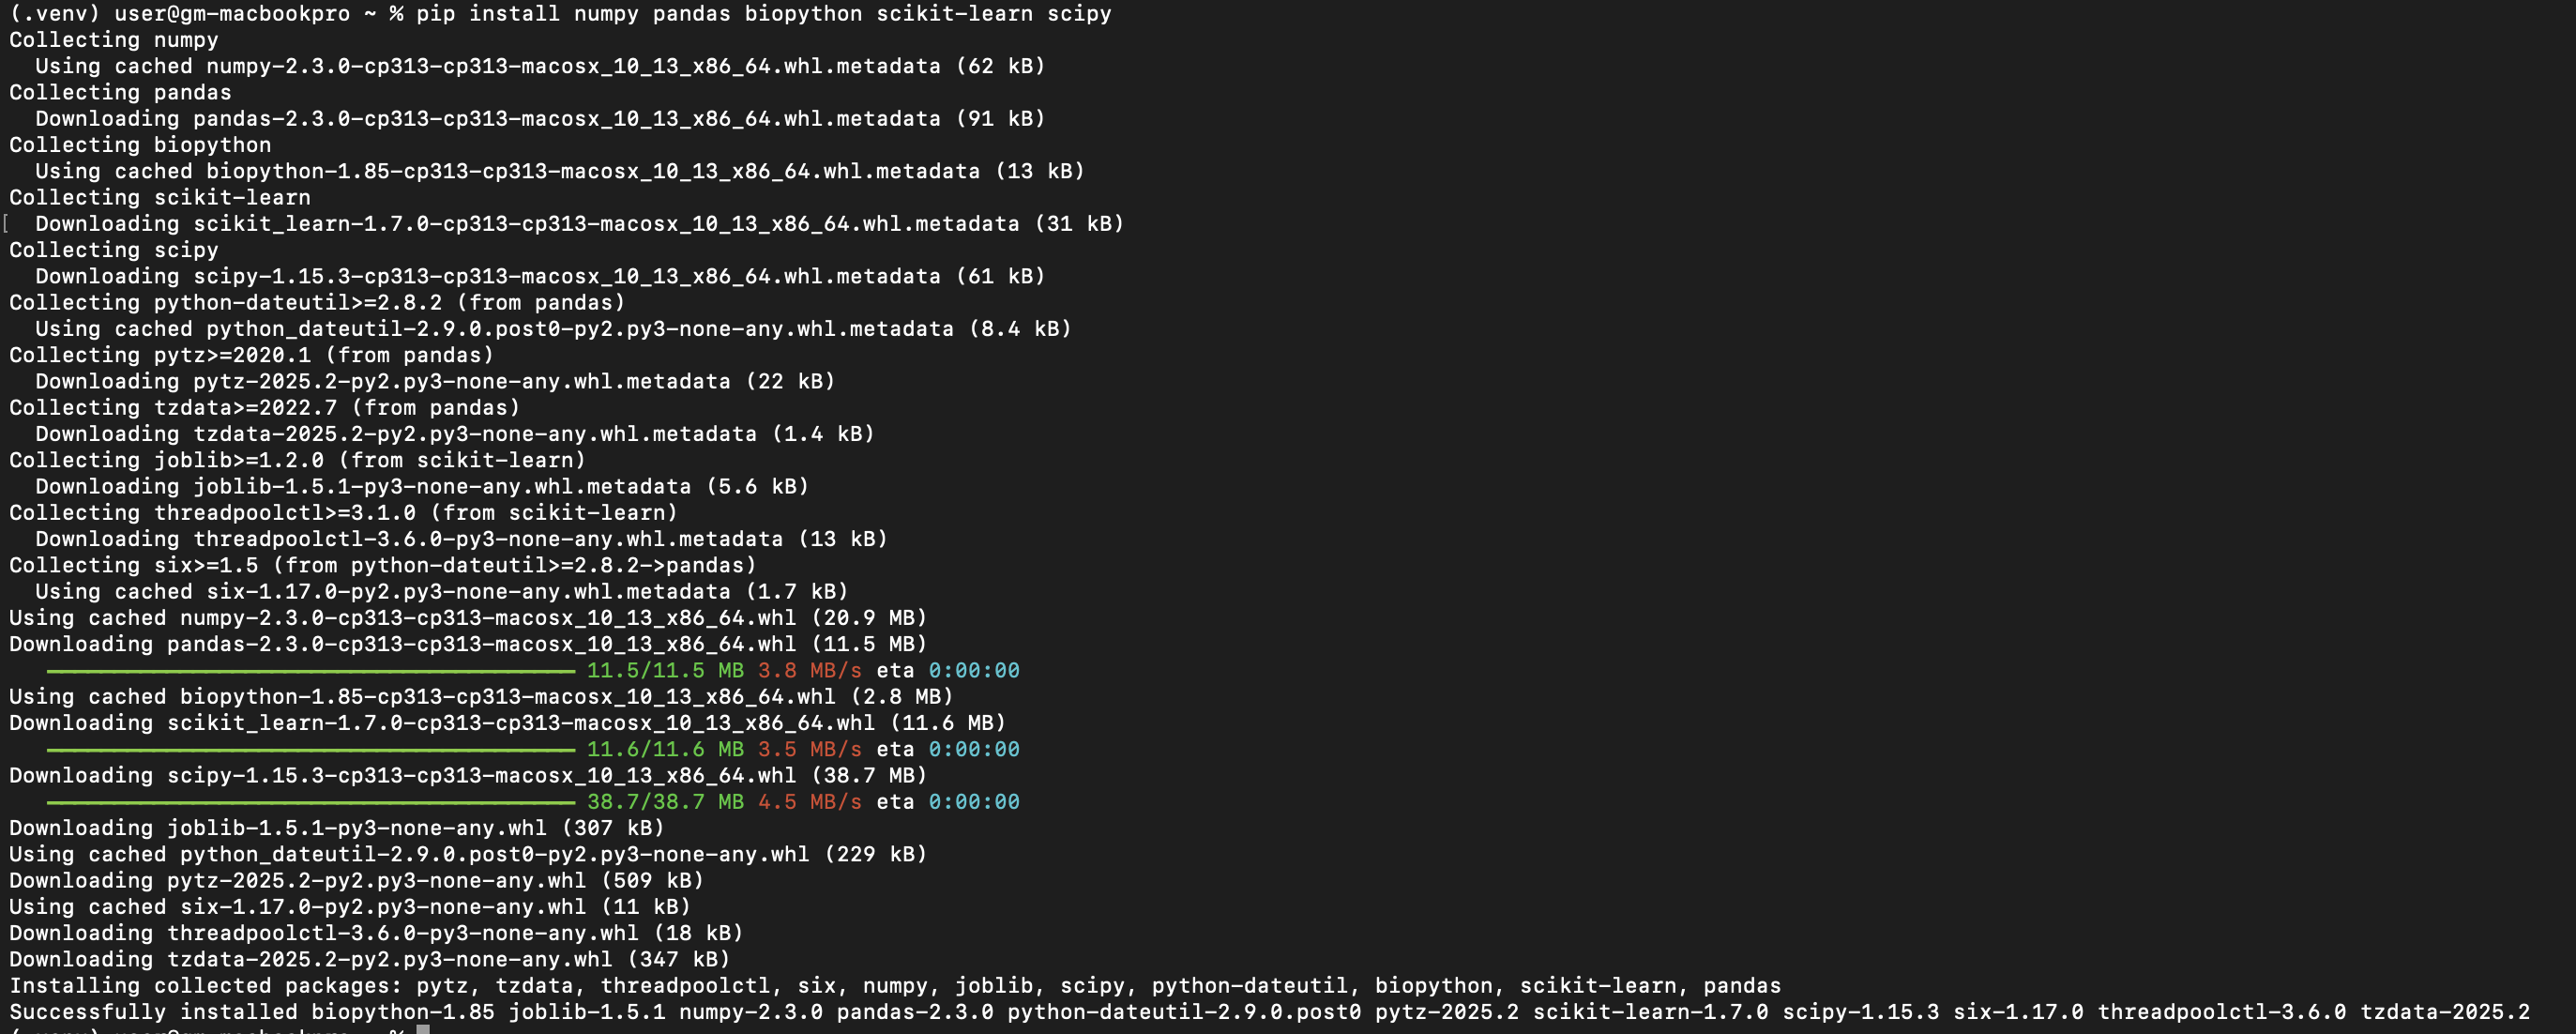 (.venv) user@gm-macbookpro ~ % pip install numpy pandas biopython scikit-learn scipy
Collecting numpy
  Using cached numpy-2.3.0-cp313-cp313-macosx_10_13_x86_64.whl.metadata (62 kB)
Collecting pandas
  Downloading pandas-2.3.0-cp313-cp313-macosx_10_13_x86_64.whl.metadata (91 kB)
Collecting biopython
  Using cached biopython-1.85-cp313-cp313-macosx_10_13_x86_64.whl.metadata (13 kB)
Collecting scikit-learn
[  Downloading scikit_learn-1.7.0-cp313-cp313-macosx_10_13_x86_64.whl.metadata (31 kB)
Collecting scipy
  Downloading scipy-1.15.3-cp313-cp313-macosx_10_13_x86_64.whl.metadata (61 kB)
Collecting python-dateutil>=2.8.2 (from pandas)
  Using cached python_dateutil-2.9.0.post0-py2.py3-none-any.whl.metadata (8.4 kB)
Collecting pytz>=2020.1 (from pandas)
  Downloading pytz-2025.2-py2.py3-none-any.whl.metadata (22 kB)
Collecting tzdata>=2022.7 (from pandas)
  Downloading tzdata-2025.2-py2.py3-none-any.whl.metadata (1.4 kB)
Collecting joblib>=1.2.0 (from scikit-learn)
  Downloading joblib-1.5.1-py3-none-any.whl.metadata (5.6 kB)
Collecting threadpoolctl>=3.1.0 (from scikit-learn)
  Downloading threadpoolctl-3.6.0-py3-none-any.whl.metadata (13 kB)
Collecting six>=1.5 (from python-dateutil>=2.8.2->pandas)
  Using cached six-1.17.0-py2.py3-none-any.whl.metadata (1.7 kB)
Using cached numpy-2.3.0-cp313-cp313-macosx_10_13_x86_64.whl (20.9 MB)
Downloading pandas-2.3.0-cp313-cp313-macosx_10_13_x86_64.whl (11.5 MB)
11.5/11.5 MB 3.8 MB/s eta 0:00:00
Using cached biopython-1.85-cp313-cp313-macosx_10_13_x86_64.whl (2.8 MB)
Downloading scikit_learn-1.7.0-cp313-cp313-macosx_10_13_x86_64.whl (11.6 MB)
11.6/11.6 MB 3.5 MB/s eta 0:00:00
Downloading scipy-1.15.3-cp313-cp313-macosx_10_13_x86_64.whl (38.7 MB)
38.7/38.7 MB 4.5 MB/s eta 0:00:00
Downloading joblib-1.5.1-py3-none-any.whl (307 kB)
Using cached python_dateutil-2.9.0.post0-py2.py3-none-any.whl (229 kB)
Downloading pytz-2025.2-py2.py3-none-any.whl (509 kB)
Using cached six-1.17.0-py2.py3-none-any.whl (11 kB)
Downloading threadpoolctl-3.6.0-py3-none-any.whl (18 kB)
Downloading tzdata-2025.2-py2.py3-none-any.whl (347 kB)
Installing collected packages: pytz, tzdata, threadpoolctl, six, numpy, joblib, scipy, python-dateutil, biopython, scikit-learn, pandas
Successfully installed biopython-1.85 joblib-1.5.1 numpy-2.3.0 pandas-2.3.0 python-dateutil-2.9.0.post0 pytz-2025.2 scikit-learn-1.7.0 scipy-1.15.3 six-1.17.0 threadpoolctl-3.6.0 tzdata-2025.2
(.venv) user@gm-macbookpro ~ %